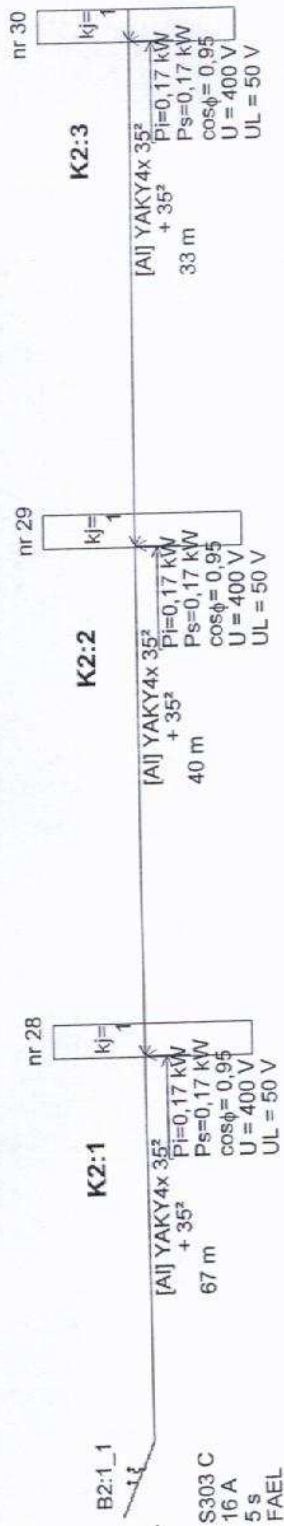 B2:1_1
S303 C
16 A
5 s
FAEL
K2:1
[Al] YAKY4x 35²
+ 35²
67 m
nr 28
kj=
1
Pi=0,17 kW
Ps=0,17 kW
cosϕ= 0,95
U = 400 V
UL = 50 V
K2:2
[Al] YAKY4x 35²
+ 35²
40 m
nr 29
kj=
1
Pi=0,17 kW
Ps=0,17 kW
cosϕ= 0,95
U = 400 V
UL = 50 V
K2:3
[Al] YAKY4x 35²
+ 35²
33 m
nr 30
kj=
1
Pi=0,17 kW
Ps=0,17 kW
cosϕ= 0,95
U = 400 V
UL = 50 V